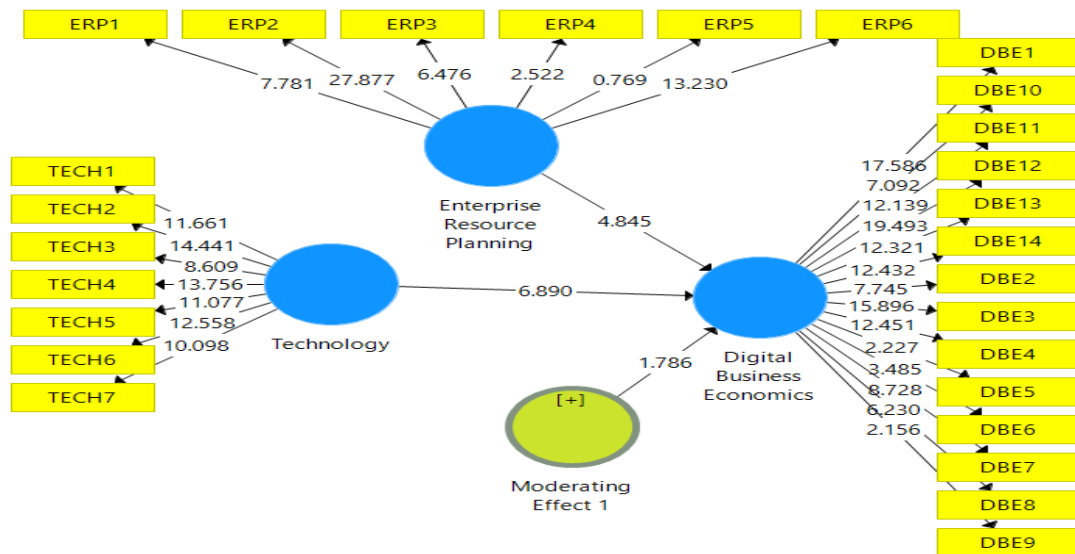 ERP1
ERP2
ERP3
ERP4
ERP5
ERP6
7.781
27.877
6.476
2.522
0.769
13.230
Enterprise
Resource
Planning
TECH1
TECH2
TECH3
TECH4
TECH5
TECH6
TECH7
11.661
14.441
8.609
13.756
11.077
12.558
10.098
Technology
4.845
6.890
1.786
[+]
Moderating
Effect 1
Digital
Business
Economics
17.586
7.092
12.139
19.493
12.321
12.432
7.745
15.896
12.451
2.227
3.485
8.728
6.230
2.156
DBE1
DBE10
DBE11
DBE12
DBE13
DBE14
DBE2
DBE3
DBE4
DBE5
DBE6
DBE7
DBE8
DBE9